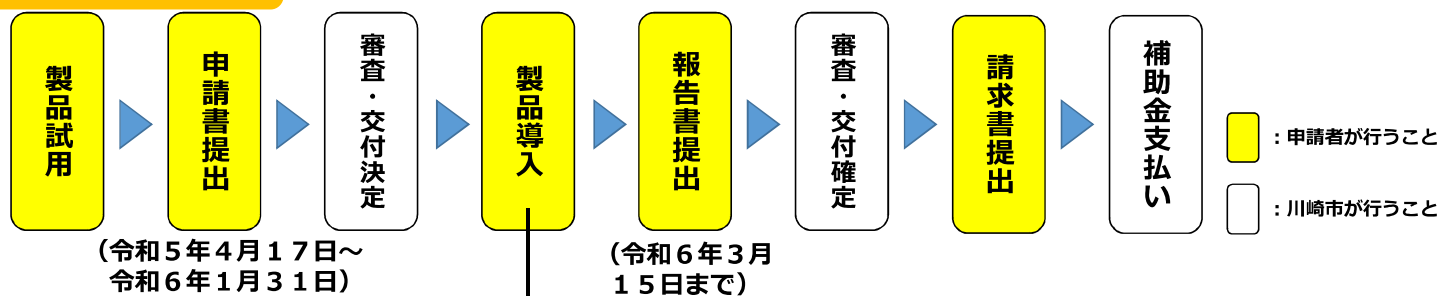 製品試用
申請書提出
審査・交付決定
製品導入
報告書提出
審査・交付確定
請求書提出
補助金支払い
：申請者が行うこと
：川崎市が行うこと
（令和５年４月１７日～
令和６年１月３１日）
（令和６年３月
１５日まで）